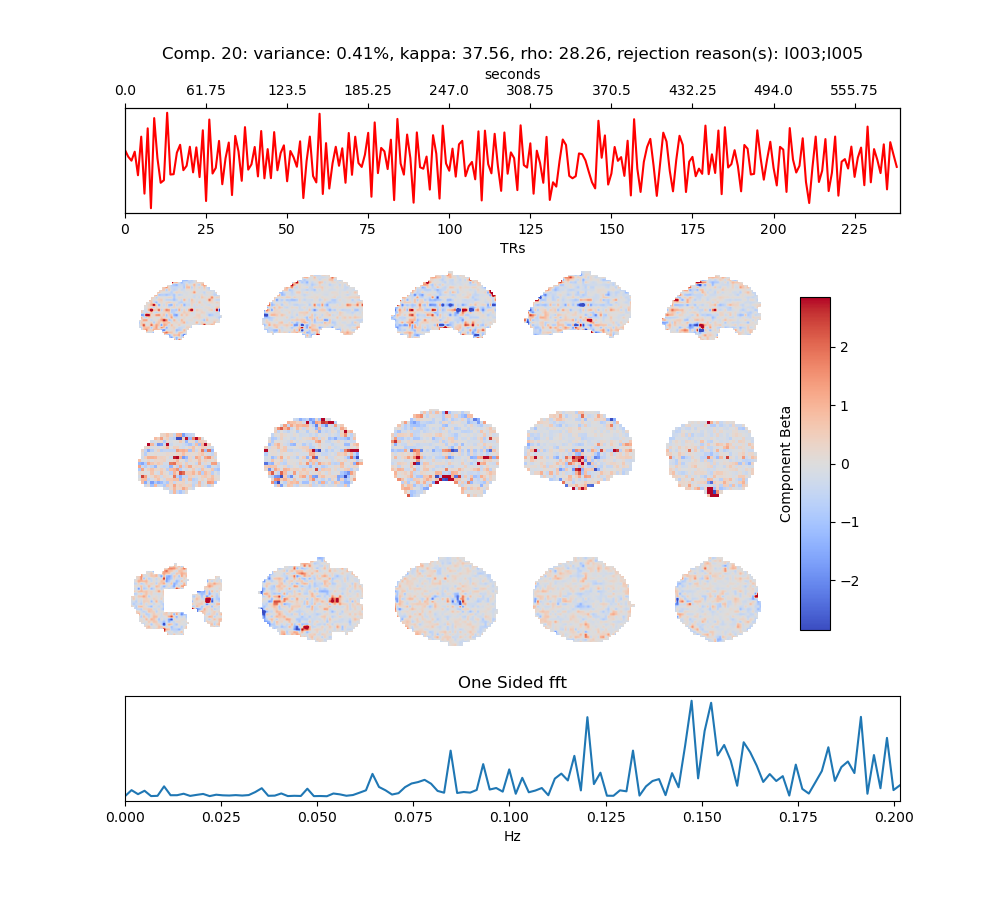 Comp. 20: variance: 0.41%, kappa: 37.56, rho: 28.26, rejection reason(s): I003;I005
seconds
0.0 61.75 123.5 185.25 247.0 308.75 370.5 432.25 494.0 555.75
0 25 50 75 100 125 150 175 200 225
TRs
2
1
0
−1
−2
Component Beta
One Sided fft
0.000 0.025 0.050 0.075 0.100 0.125 0.150 0.175 0.200
Hz